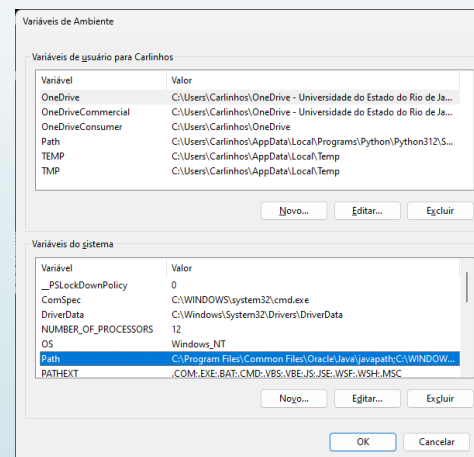 Variáveis de Ambiente
Variáveis de usuário para Carlinhos
Variável Valor
OneDrive C:\Users\Carlinhos\OneDrive - Universidade do Estado do Rio de Ja...
OneDriveCommercial C:\Users\Carlinhos\OneDrive - Universidade do Estado do Rio de Ja...
OneDriveConsumer C:\Users\Carlinhos\OneDrive
Path C:\Users\Carlinhos\AppData\Local\Programs\Python\Python312\S...
TEMP C:\Users\Carlinhos\AppData\Local\Temp
TMP C:\Users\Carlinhos\AppData\Local\Temp
Novo... Editar... Excluir
Variáveis do sistema
Variável Valor
__PSLockDownPolicy 0
ComSpec C:\WINDOWS\system32\cmd.exe
DriverData C:\Windows\System32\Drivers\DriverData
NUMBER_OF_PROCESSORS 12
OS Windows_NT
Path C:\Program Files\Common Files\Oracle\Java\javapath;C:\WINDOW...
PATHEXT .COM;.EXE;.BAT;.CMD;.VBS;.VBE;.JS;.JSE;.WSF;.WSH;.MSC
Novo... Editar... Excluir
OK Cancelar